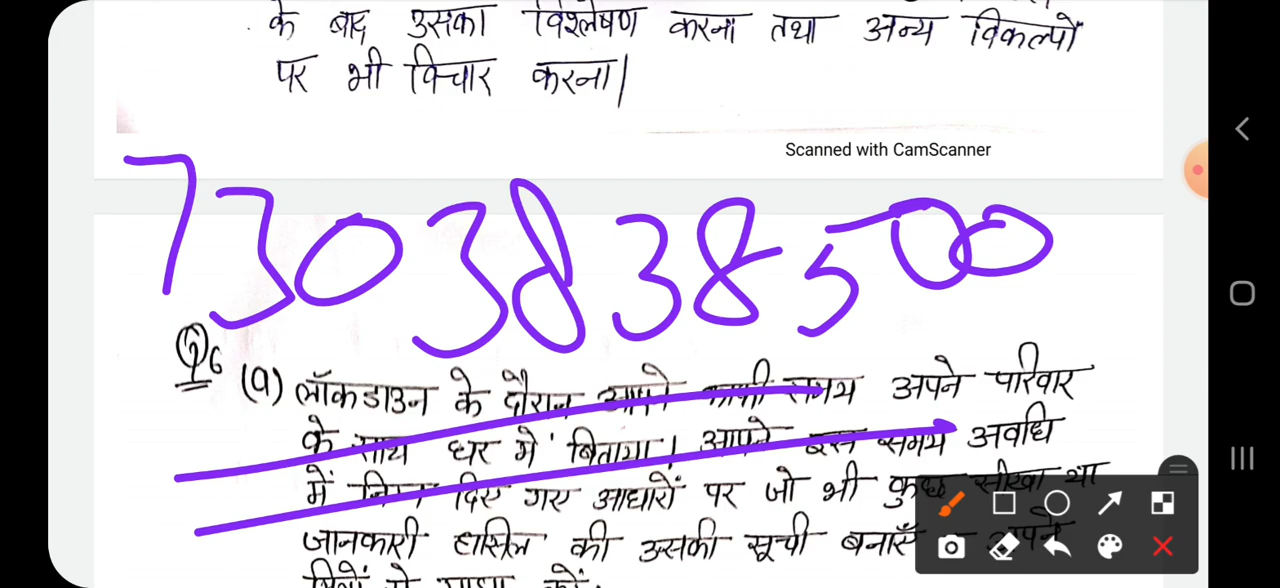 के बाद उसका विश्लेषण करना तथा अन्य विकल्पों
पर भी विचार करना।
Scanned with CamScanner
7303838500
Q6 (a) लॉकडाउन के दौरान आपने काफी समय अपने परिवार
के साथ घर में बिताया। आपने इस समय अवधि
में निम्न दिए गए आधारों पर जो भी कुछ सीखा या
जानकारी हासिल की उसकी सूची बनाएँ अपने